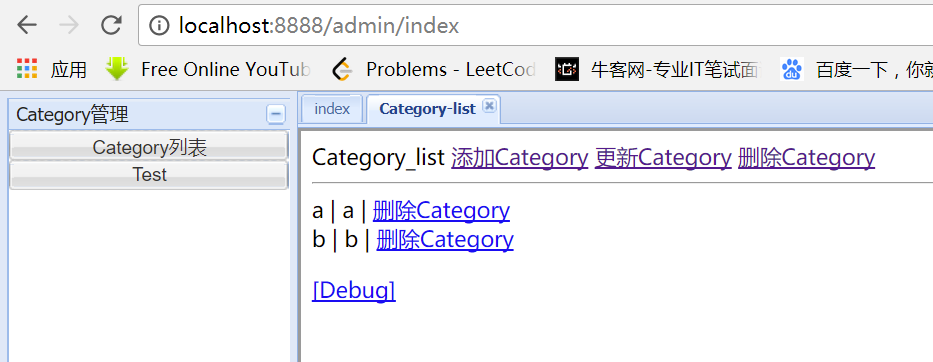 localhost:8888/admin/index
应用 Free Online YouTub Problems - LeetCod 牛客网-专业IT笔试面 百度一下，你就
Category管理 index Category-list
Category列表
Test
Category_list 添加Category 更新Category 删除Category
a | a | 删除Category
b | b | 删除Category
[Debug]